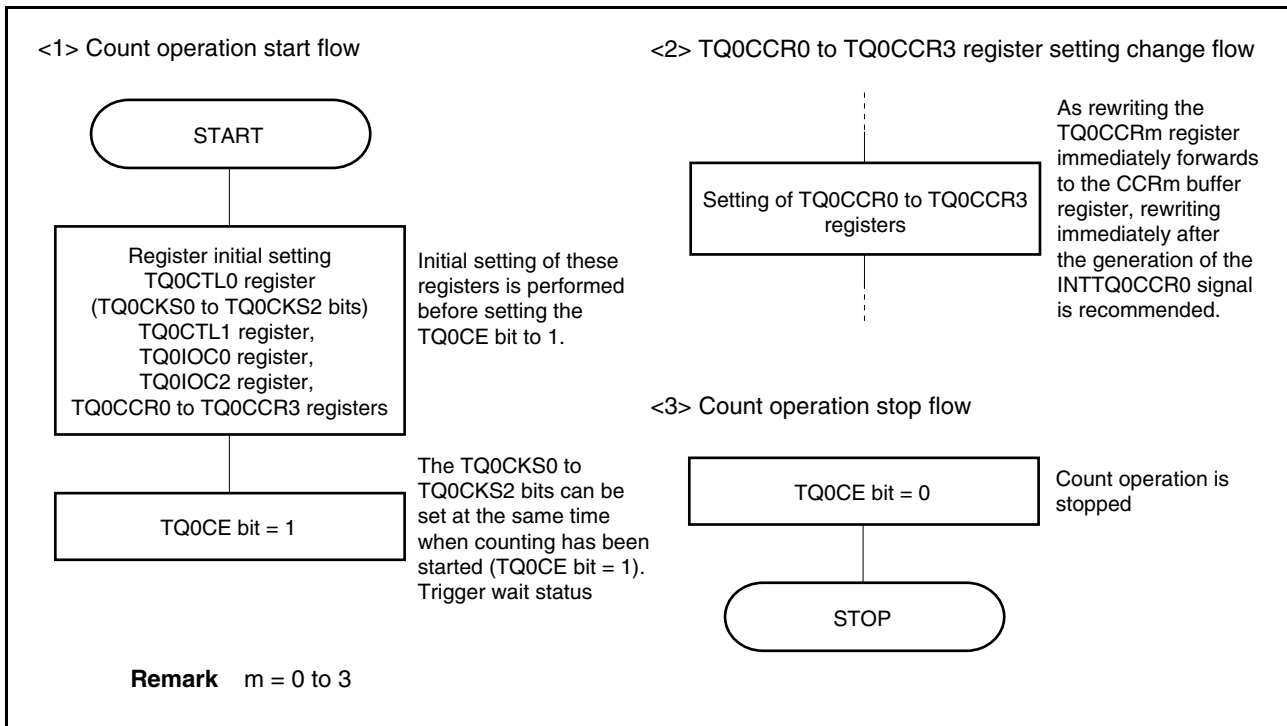 <1> Count operation start flow
START
Register initial setting
TQ0CTL0 register
(TQ0CKS0 to TQ0CKS2 bits)
TQ0CTL1 register,
TQ0IOC0 register,
TQ0IOC2 register,
TQ0CCR0 to TQ0CCR3 registers
Initial setting of these
registers is performed
before setting the
TQ0CE bit to 1.
TQ0CE bit = 1
The TQ0CKS0 to
TQ0CKS2 bits can be
set at the same time
when counting has been
started (TQ0CE bit = 1).
Trigger wait status
<2> TQ0CCR0 to TQ0CCR3 register setting change flow
Setting of TQ0CCR0 to TQ0CCR3
registers
As rewriting the
TQ0CCRm register
immediately forwards
to the CCRm buffer
register, rewriting
immediately after
the generation of the
INTTQ0CCR0 signal
is recommended.
<3> Count operation stop flow
TQ0CE bit = 0
Count operation is
stopped
STOP
Remark m = 0 to 3